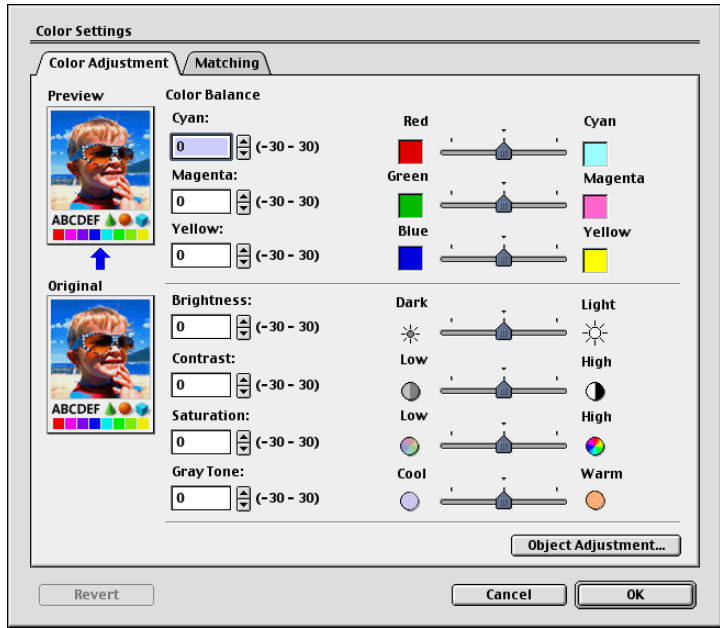 Color Settings
Color Adjustment Matching
Preview
Color Balance
Cyan:
0 (-30 - 30)
Red Cyan
Magenta:
0 (-30 - 30)
Green Magenta
Yellow:
0 (-30 - 30)
Blue Yellow
ABCDEF
Original
Brightness:
0 (-30 - 30)
Dark Light
Contrast:
0 (-30 - 30)
Low High
ABCDEF
Saturation:
0 (-30 - 30)
Low High
Gray Tone:
0 (-30 - 30)
Cool Warm
Object Adjustment...
Revert Cancel OK